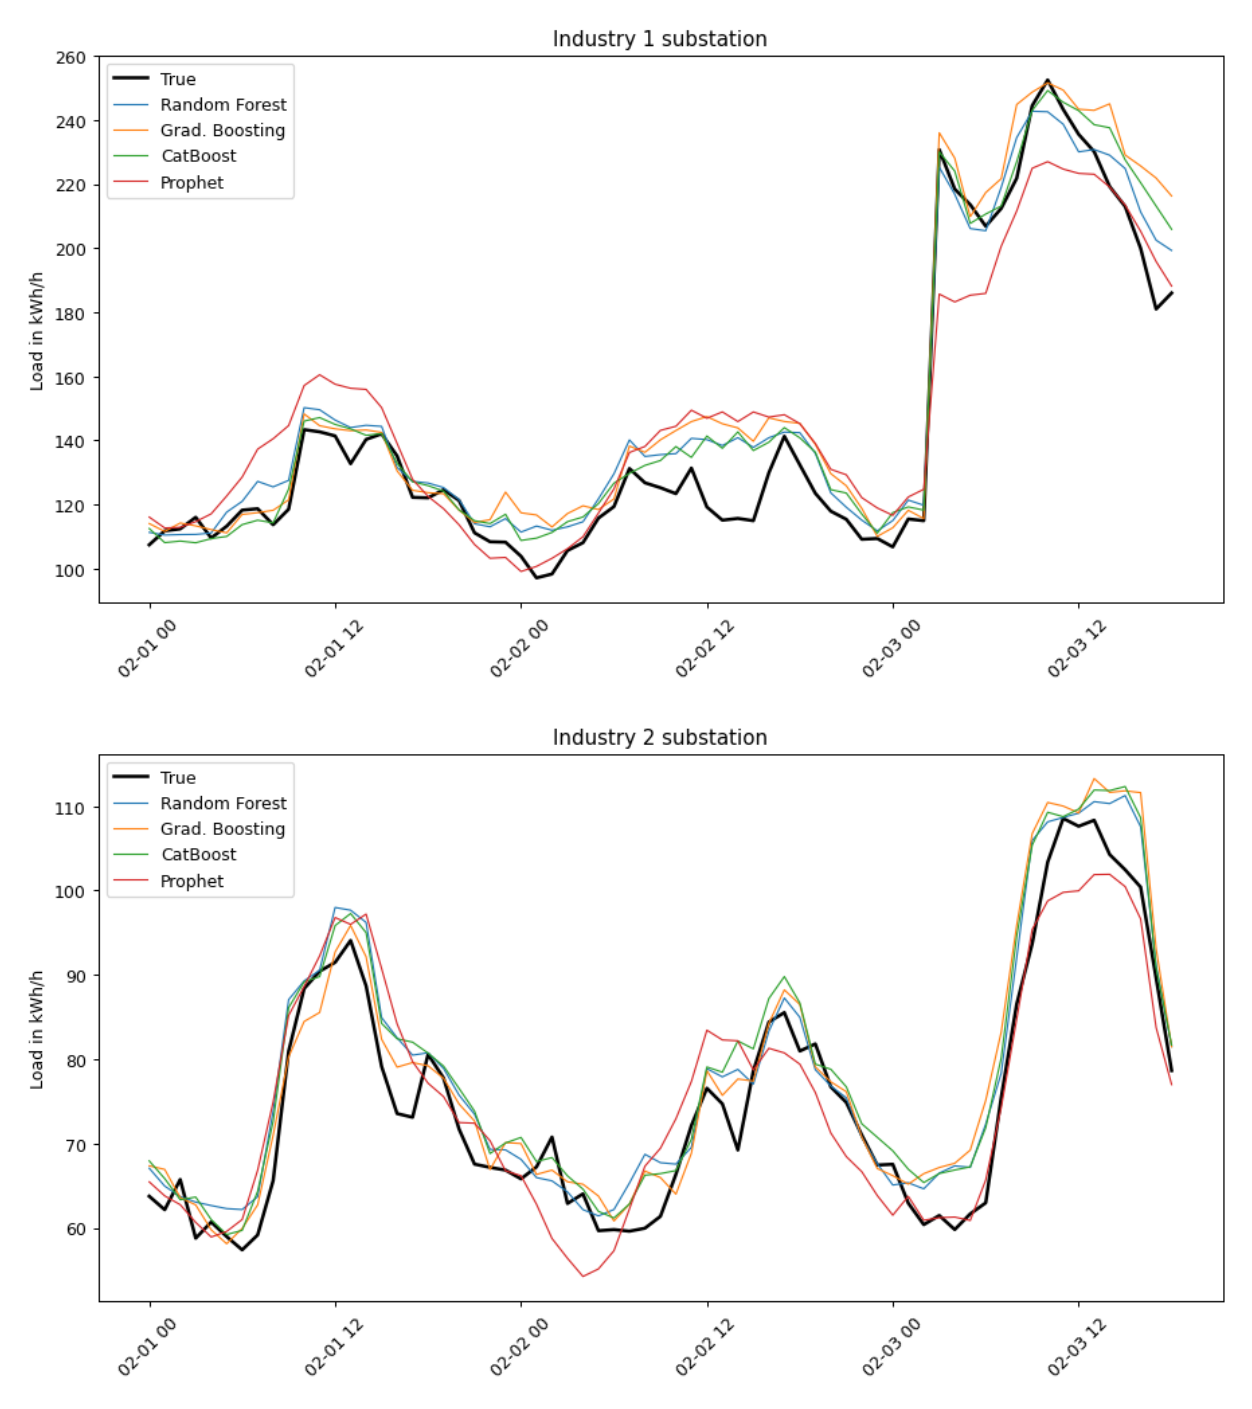 Industry 1 substation
260
240
220
200
180
160
140
120
100
Load in kWh/h
True
Random Forest
Grad. Boosting
CatBoost
Prophet
02-01 00
02-01 12
02-02 00
02-02 12
02-03 00
02-03 12
Industry 2 substation
110
100
90
80
70
60
Load in kWh/h
True
Random Forest
Grad. Boosting
CatBoost
Prophet
02-01 00
02-01 12
02-02 00
02-02 12
02-03 00
02-03 12